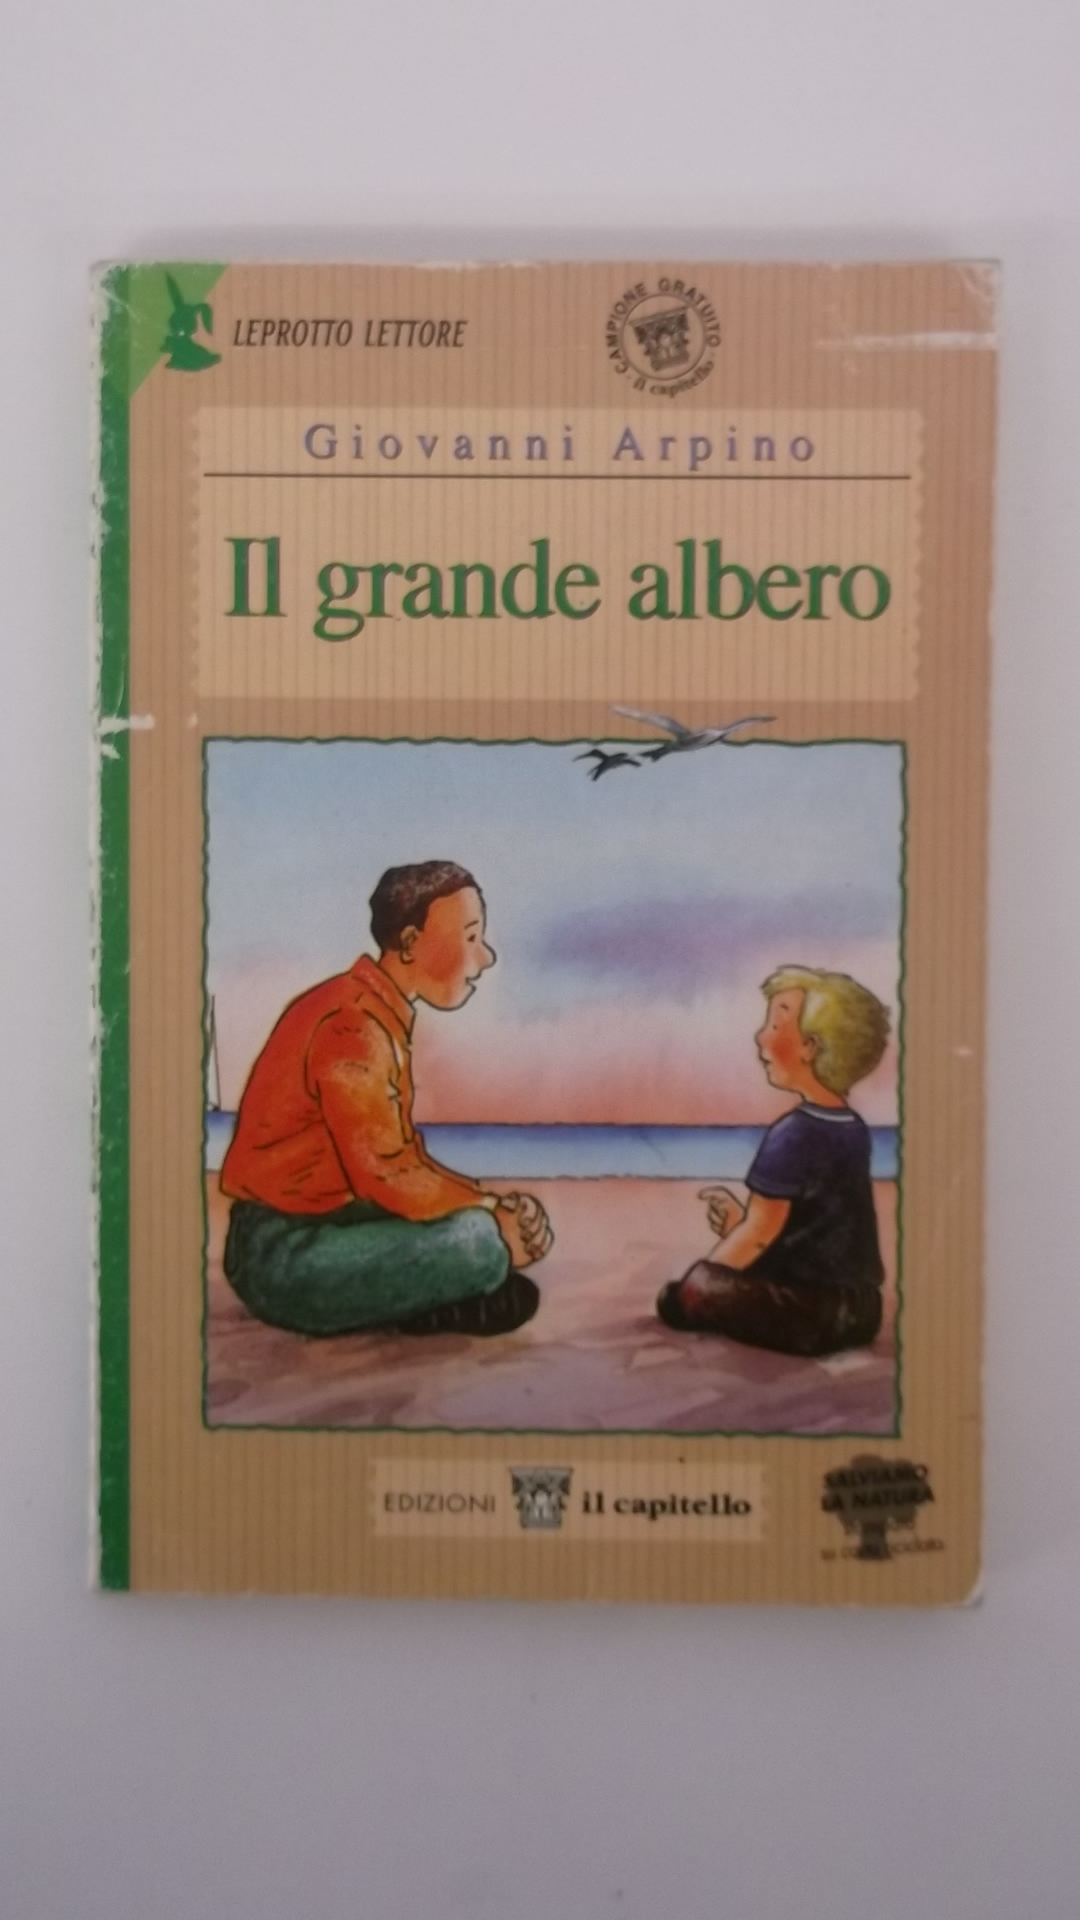 LEPROTTO LETTORE
CAMPIONE GRATUITO
il capitello
Giovanni Arpino
Il grande albero
EDIZIONI il capitello
SALVIAMO
LA NATURA